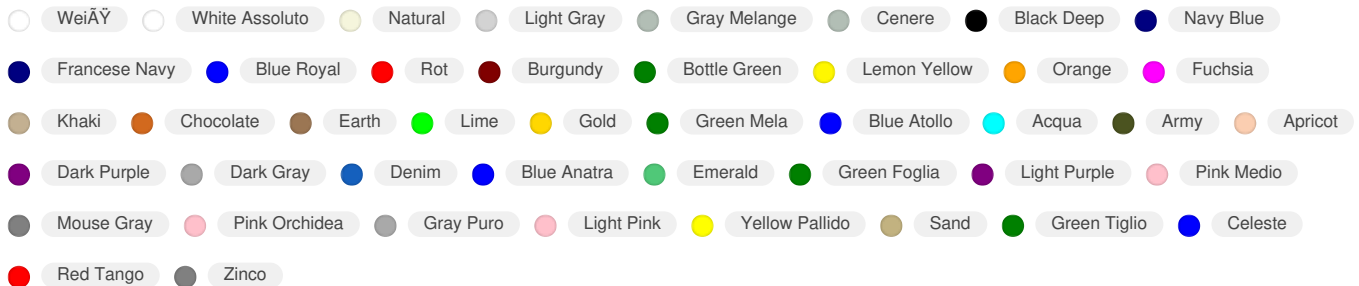 WeiÃŸ White Assoluto Natural Light Gray Gray Melange Cenere Black Deep Navy Blue
Francese Navy Blue Royal Rot Burgundy Bottle Green Lemon Yellow Orange Fuchsia
Khaki Chocolate Earth Lime Gold Green Mela Blue Atollo Acqua Army Apricot
Dark Purple Dark Gray Denim Blue Anatra Emerald Green Foglia Light Purple Pink Medio
Mouse Gray Pink Orchidea Gray Puro Light Pink Yellow Pallido Sand Green Tiglio Celeste
Red Tango Zinco